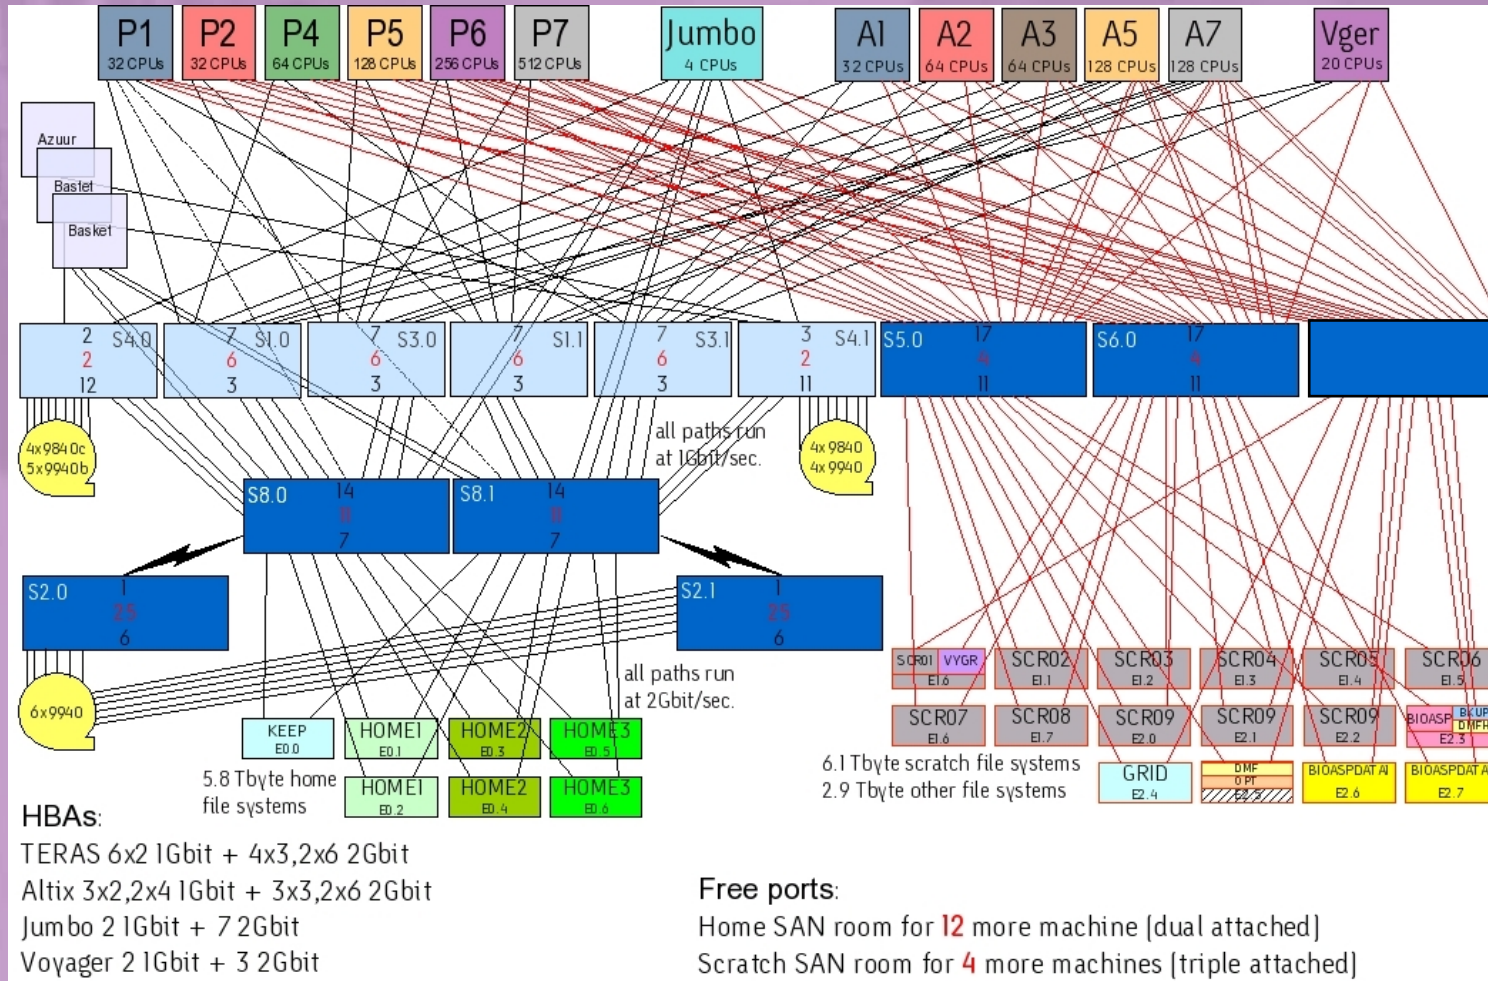 P1 P2 P4 P5 P6 P7 Jumbo A1 A2 A3 A5 A7 Vger
32 CPUs 32 CPUs 64 CPUs 128 CPUs 256 CPUs 512 CPUs 4 CPUs 32 CPUs 64 CPUs 64 CPUs 128 CPUs 128 CPUs 20 CPUs
Azuur
Bastet
Basket
2 S4.0 7 S1.0 7 S3.0 7 S1.1 7 S3.1 3 S4.1 S5.0 17 S6.0 17
2 6 6 6 6 2 4 4
12 3 3 3 3 11 11 11
all paths run
at 1Gbit/sec.
4x9840c
5x9940b
4x9840
4x9940
S8.0 14 S8.1 14
7 7
S2.0 1 S2.1 1
25 25
6 6
6x9940
all paths run
at 2Gbit/sec.
SCR01 VYGR SCR02 SCR03 SCR04 SCR05 SCR06
E1.6 E1.1 E1.2 E1.3 E1.4 E1.5
SCR07 SCR08 SCR09 SCR09 SCR09 BIOASP BKUP
DMFH
E1.6 E1.7 E2.0 E2.1 E2.2 E2.3
KEEP HOME1 HOME2 HOME3
E0.0 E0.1 E0.3 E0.5
5.8 Tbyte home
file systems
HOME1 HOME2 HOME3
E0.2 E0.4 E0.6
6.1 Tbyte scratch file systems
2.9 Tbyte other file systems
GRID DMF BIOASPDATA1 BIOASPDATA
OPT
E2.4 E2.5 E2.6 E2.7
HBAs:
TERAS 6x2 1Gbit + 4x3,2x6 2Gbit
Altix 3x2,2x4 1Gbit + 3x3,2x6 2Gbit
Jumbo 2 1Gbit + 7 2Gbit
Voyager 2 1Gbit + 3 2Gbit
Free ports:
Home SAN room for 12 more machine (dual attached)
Scratch SAN room for 4 more machines (triple attached)